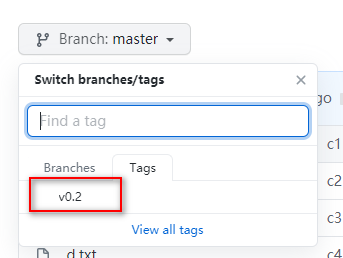 Branch: master
Switch branches/tags
Find a tag
go
Branches Tags
c1
v0.2
c2
c3
View all tags
d.txt
c4